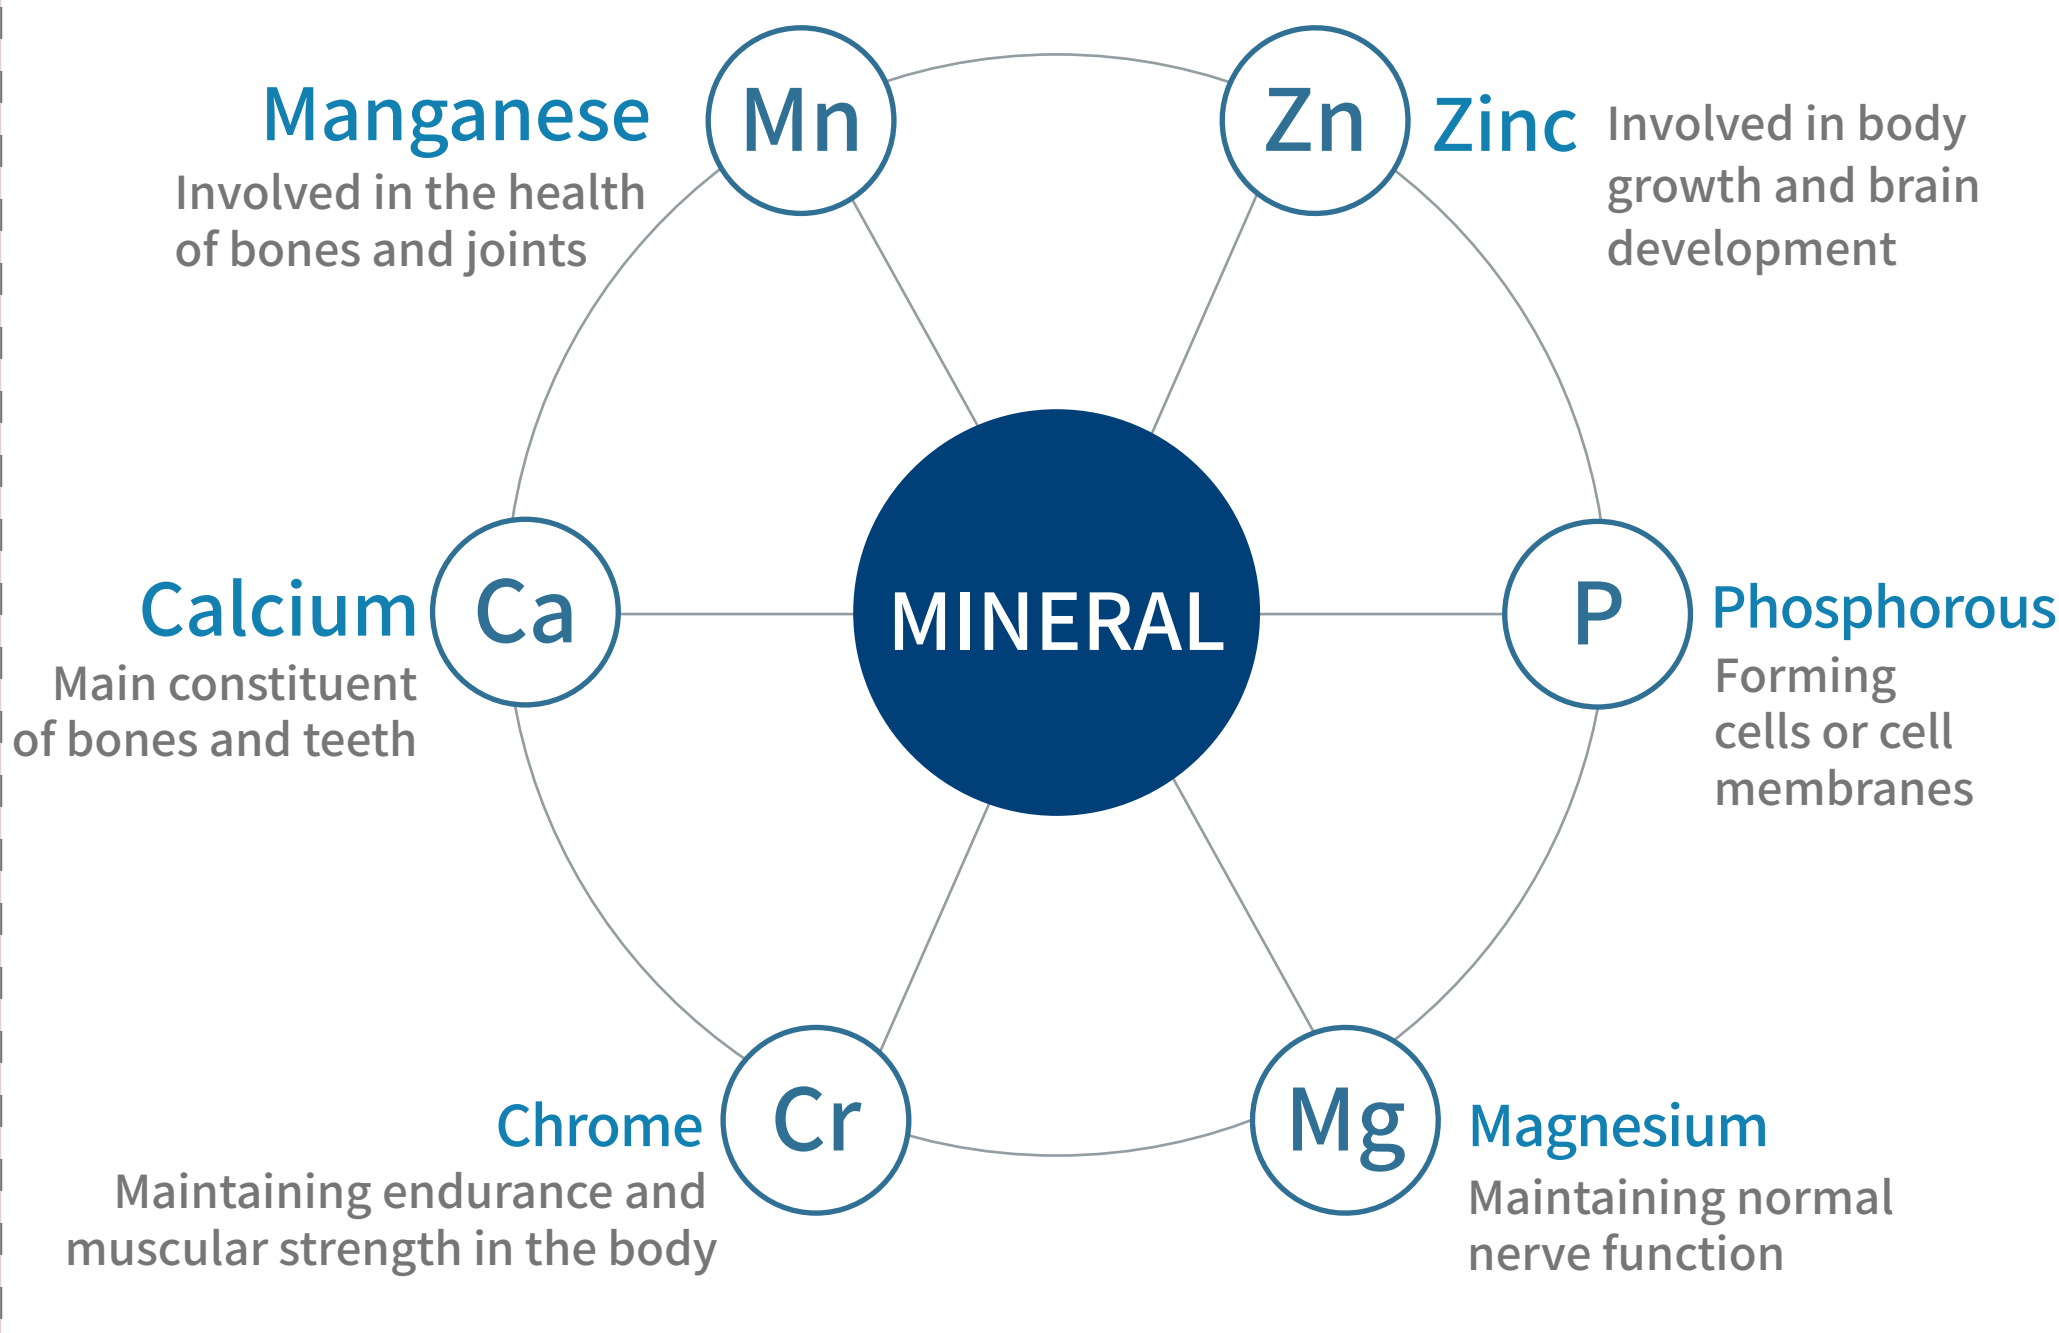 Mn
Manganese
Involved in the health
of bones and joints
Zn
Zinc
Involved in body
growth and brain
development
MINERAL
Ca
Calcium
Main constituent
of bones and teeth
P
Phosphorous
Forming
cells or cell
membranes
Cr
Chrome
Maintaining endurance and
muscular strength in the body
Mg
Magnesium
Maintaining normal
nerve function